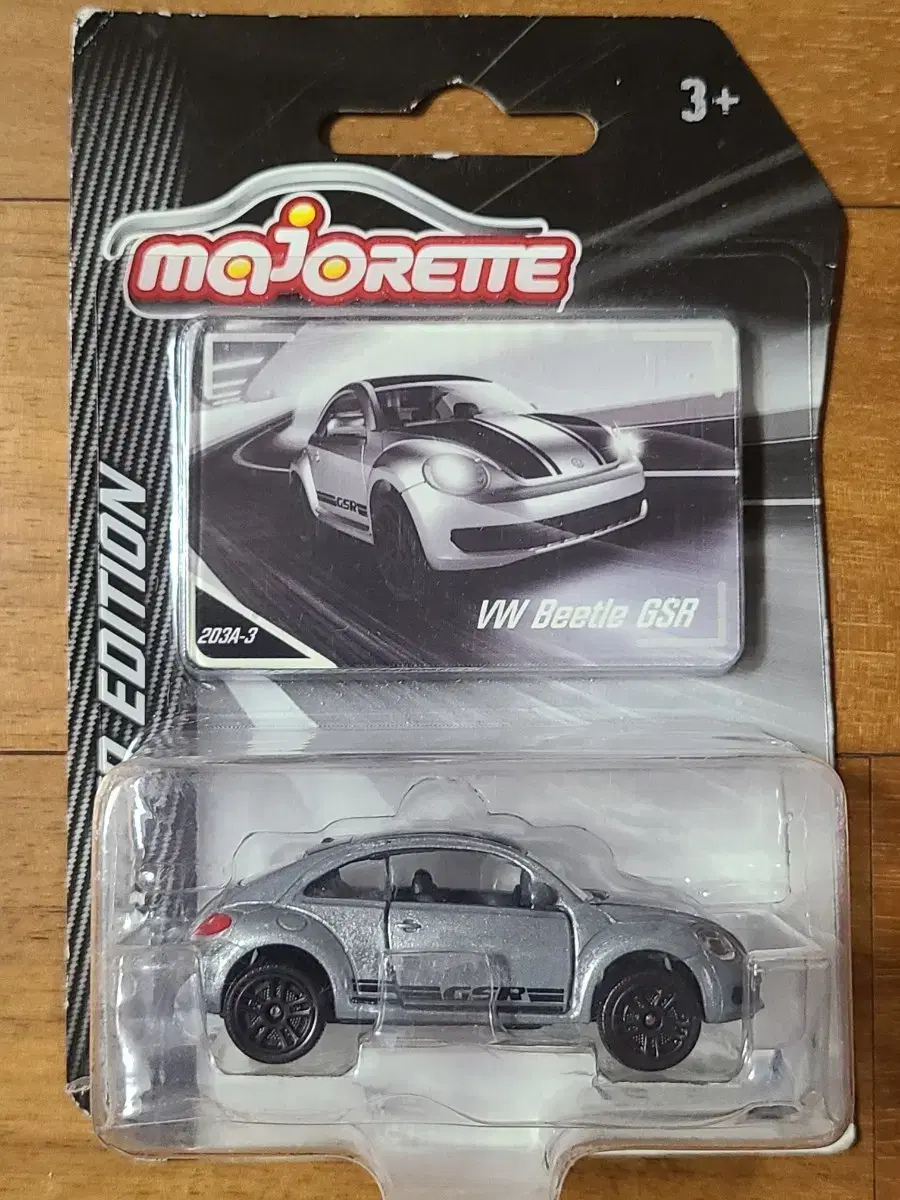 3+
majorette
EDITION
GSR
VW Beetle GSR
203A-3
GSR